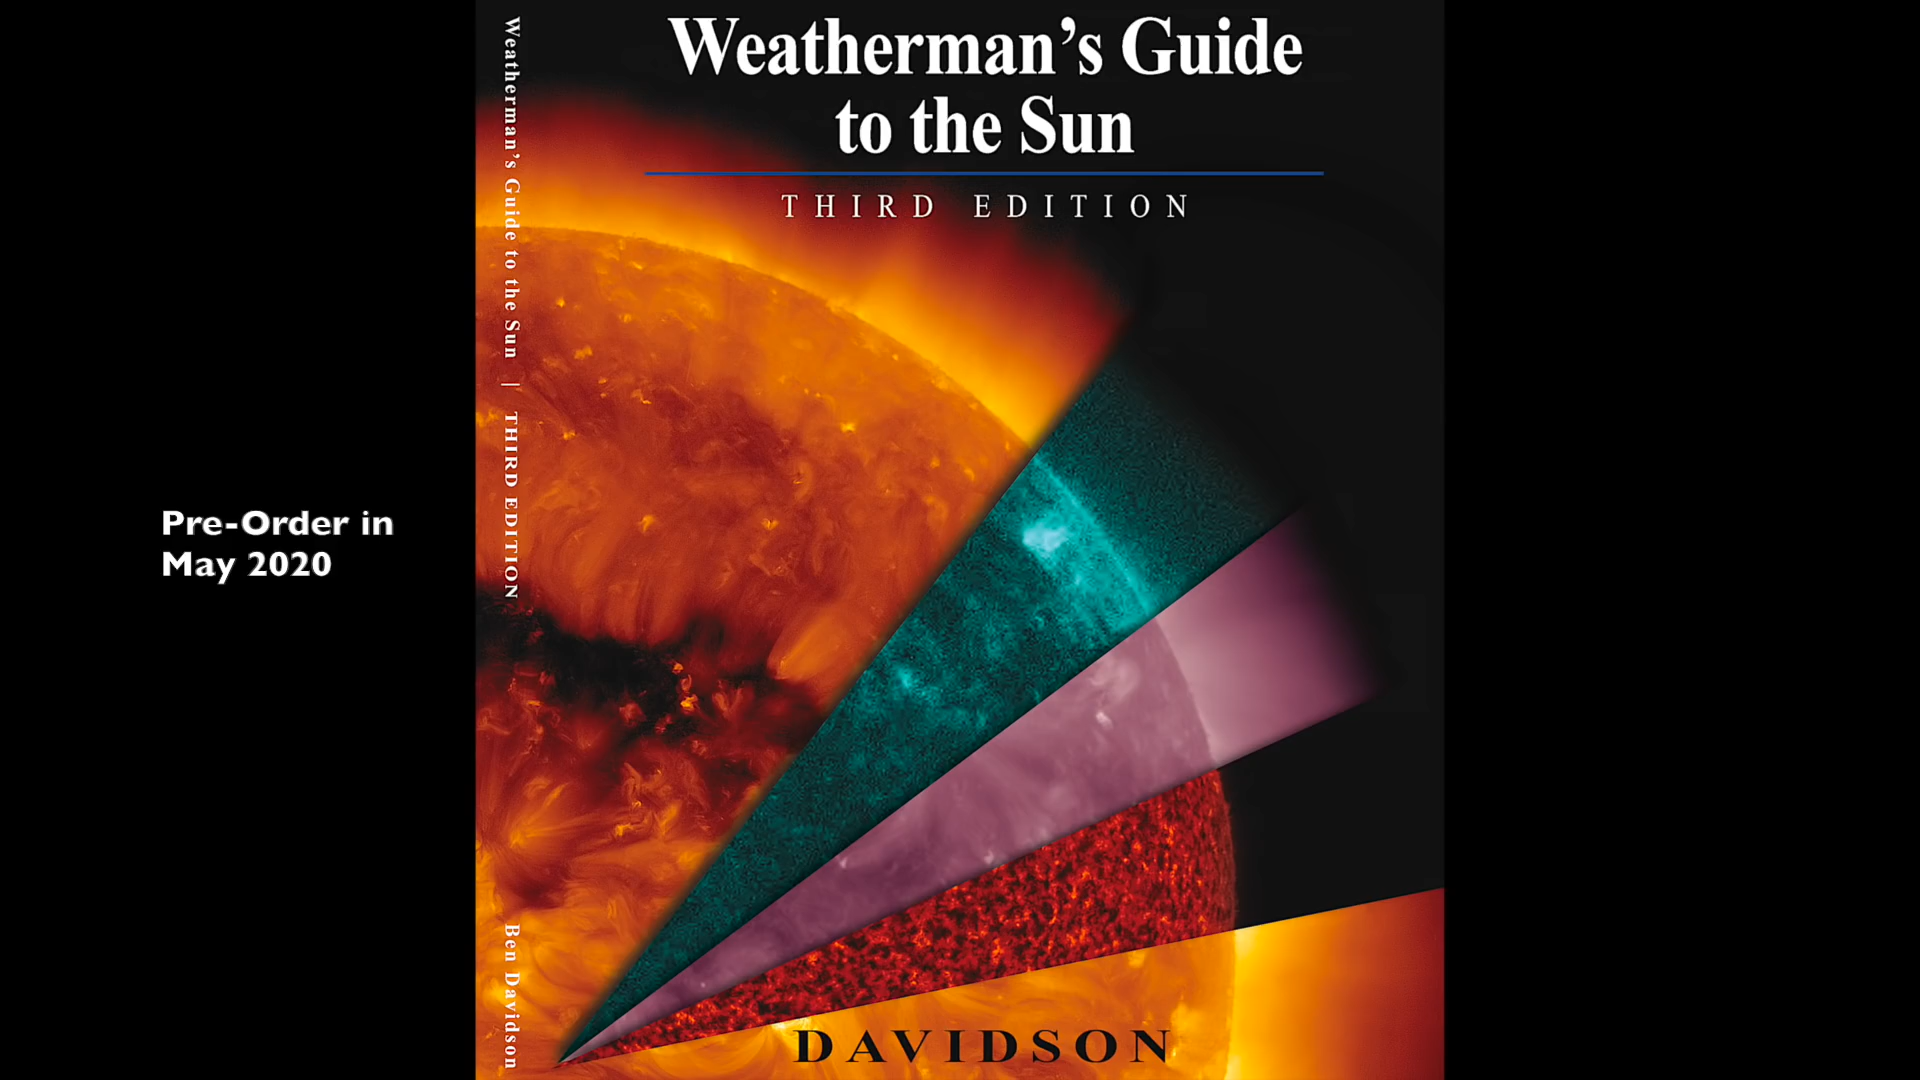 Weatherman's Guide
to the Sun
THIRD EDITION
Weatherman's Guide to the Sun | THIRD EDITION Ben Davidson
Pre-Order in
May 2020
DAVIDSON